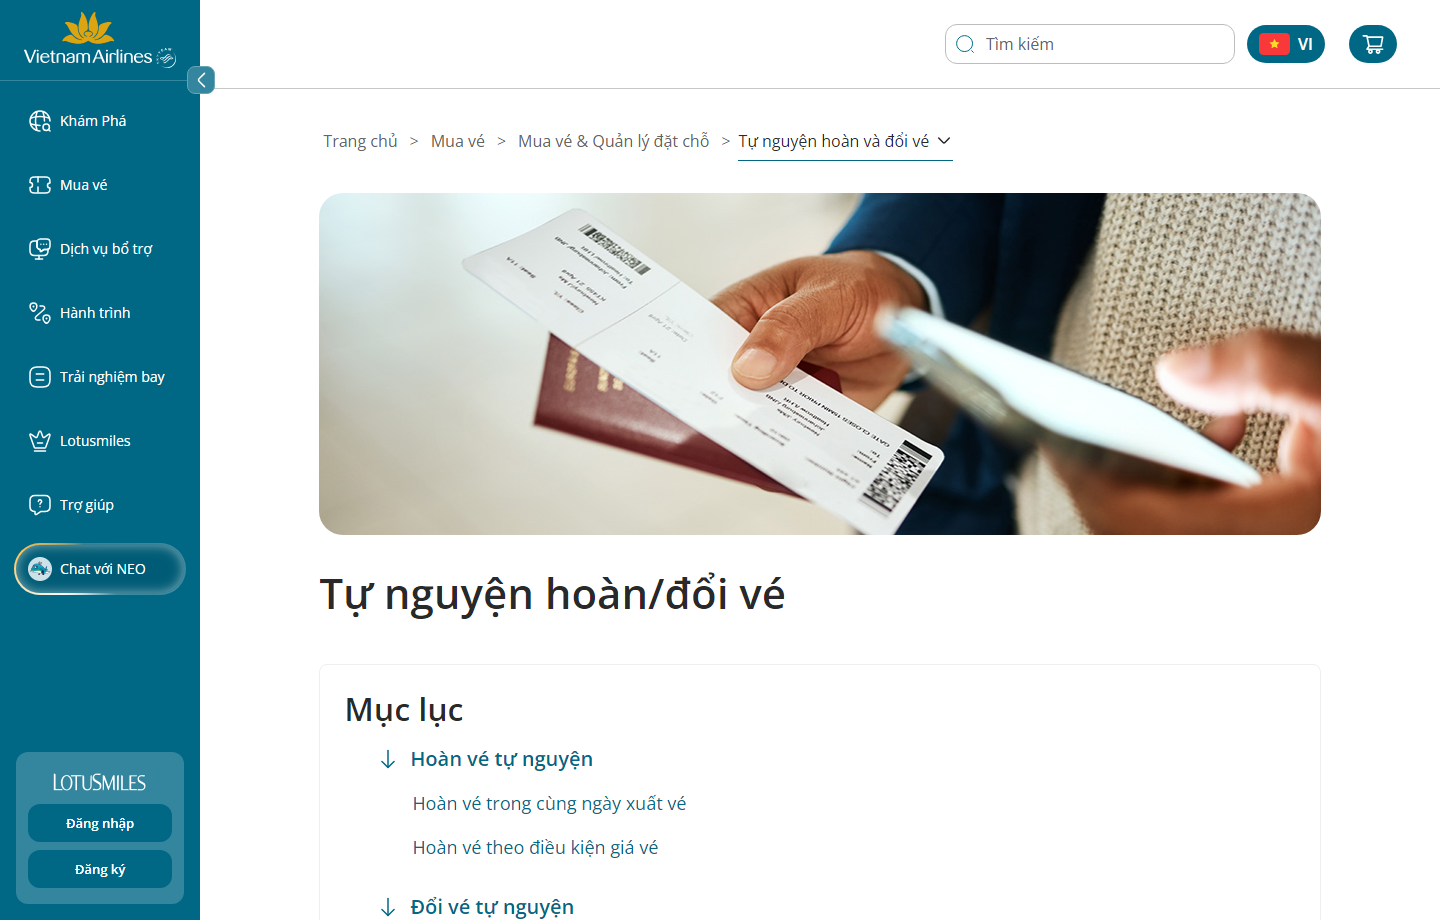 Vietnam Airlines
Tìm kiếm
VI
Khám Phá
Mua vé
Dịch vụ bổ trợ
Hành trình
Trải nghiệm bay
Lotusmiles
Trợ giúp
Chat với NEO
LOTUSMILES
Đăng nhập
Đăng ký
Trang chủ > Mua vé > Mua vé & Quản lý đặt chỗ > Tự nguyện hoàn và đổi vé
Tự nguyện hoàn/đổi vé
Mục lục
Hoàn vé tự nguyện
Hoàn vé trong cùng ngày xuất vé
Hoàn vé theo điều kiện giá vé
Đổi vé tự nguyện